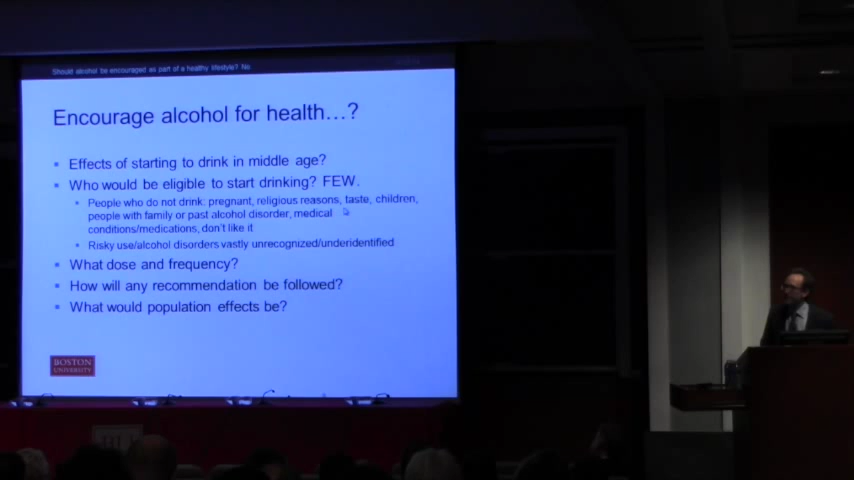 Should alcohol be encouraged as part of a healthy lifestyle? No
Encourage alcohol for health…?
Effects of starting to drink in middle age?
Who would be eligible to start drinking? FEW.
People who do not drink: pregnant, religious reasons, taste, children,
people with family or past alcohol disorder, medical
conditions/medications, don't like it
Risky use/alcohol disorders vastly unrecognized/underidentified
What dose and frequency?
How will any recommendation be followed?
What would population effects be?
BOSTON
UNIVERSITY